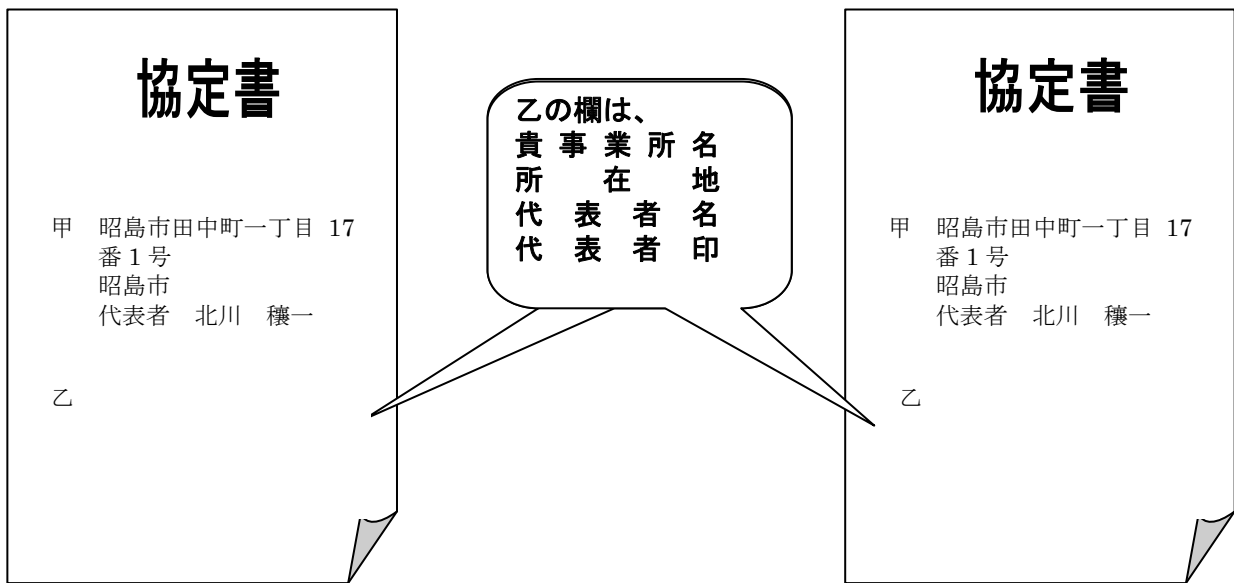 協定書
甲 昭島市田中町一丁目 17
番1号
昭島市
代表者 北川 穰一
乙
乙の欄は、
貴事業所名
所在地
代表者名
代表者印
協定書
甲 昭島市田中町一丁目 17
番1号
昭島市
代表者 北川 穰一
乙